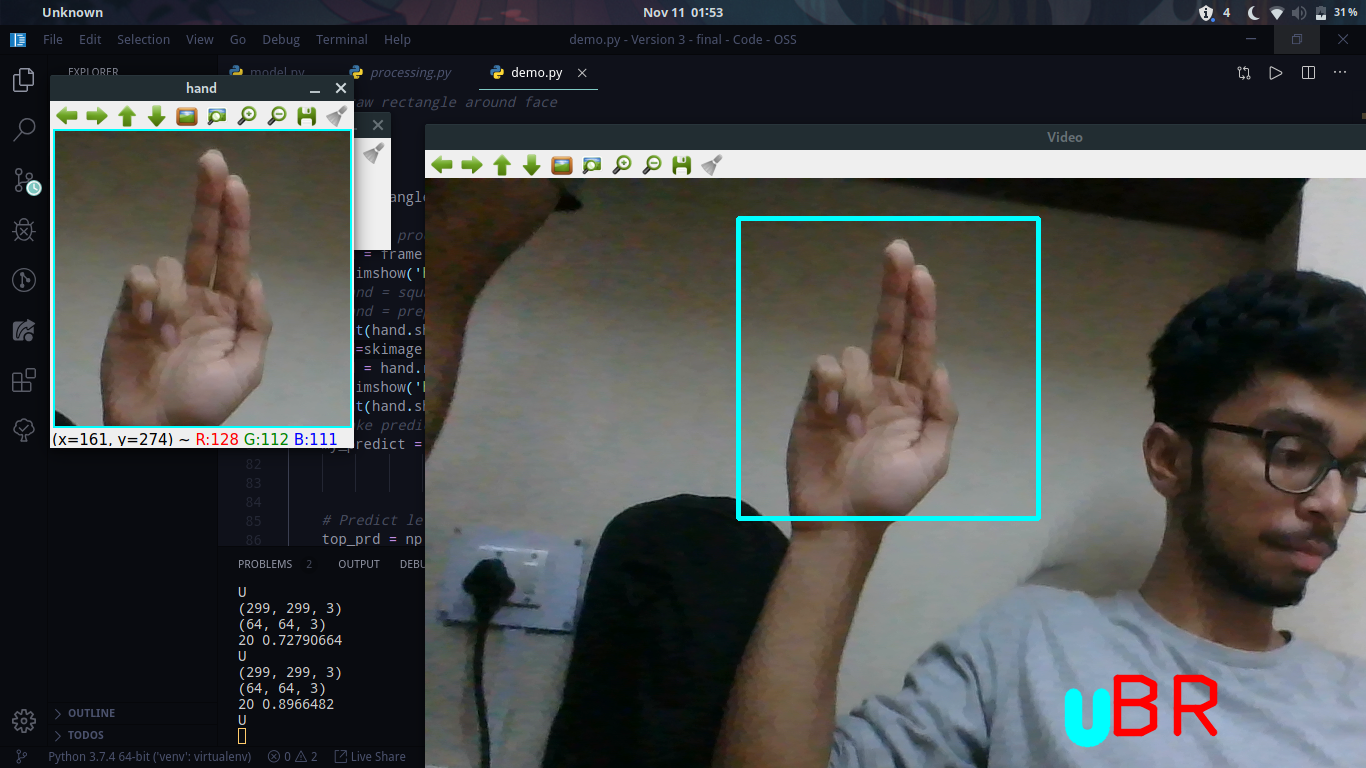 Unknown
Nov 11 01:53
4
31%
File Edit Selection View Go Debug Terminal Help
demo.py - Version 3 - final - Code - OSS
EXPLORER
model.py
processing.py
demo.py
hand
aw rectangle around face
Video
= frame
imshow('
t(hand.sh
=skimage
= hand.
imshow('
t(hand.sh
ke predi
y_predict =
(x=161, y=274) ~ R:128 G:112 B:111
82
83
84
85 # Predict le
86 top_prd = np
PROBLEMS 2 OUTPUT DEBU
U
(299, 299, 3)
(64, 64, 3)
20 0.72790664
U
(299, 299, 3)
(64, 64, 3)
20 0.8966482
U
UBR
OUTLINE
TODOS
Python 3.7.4 64-bit ('venv': virtualenv) 0 2 Live Share